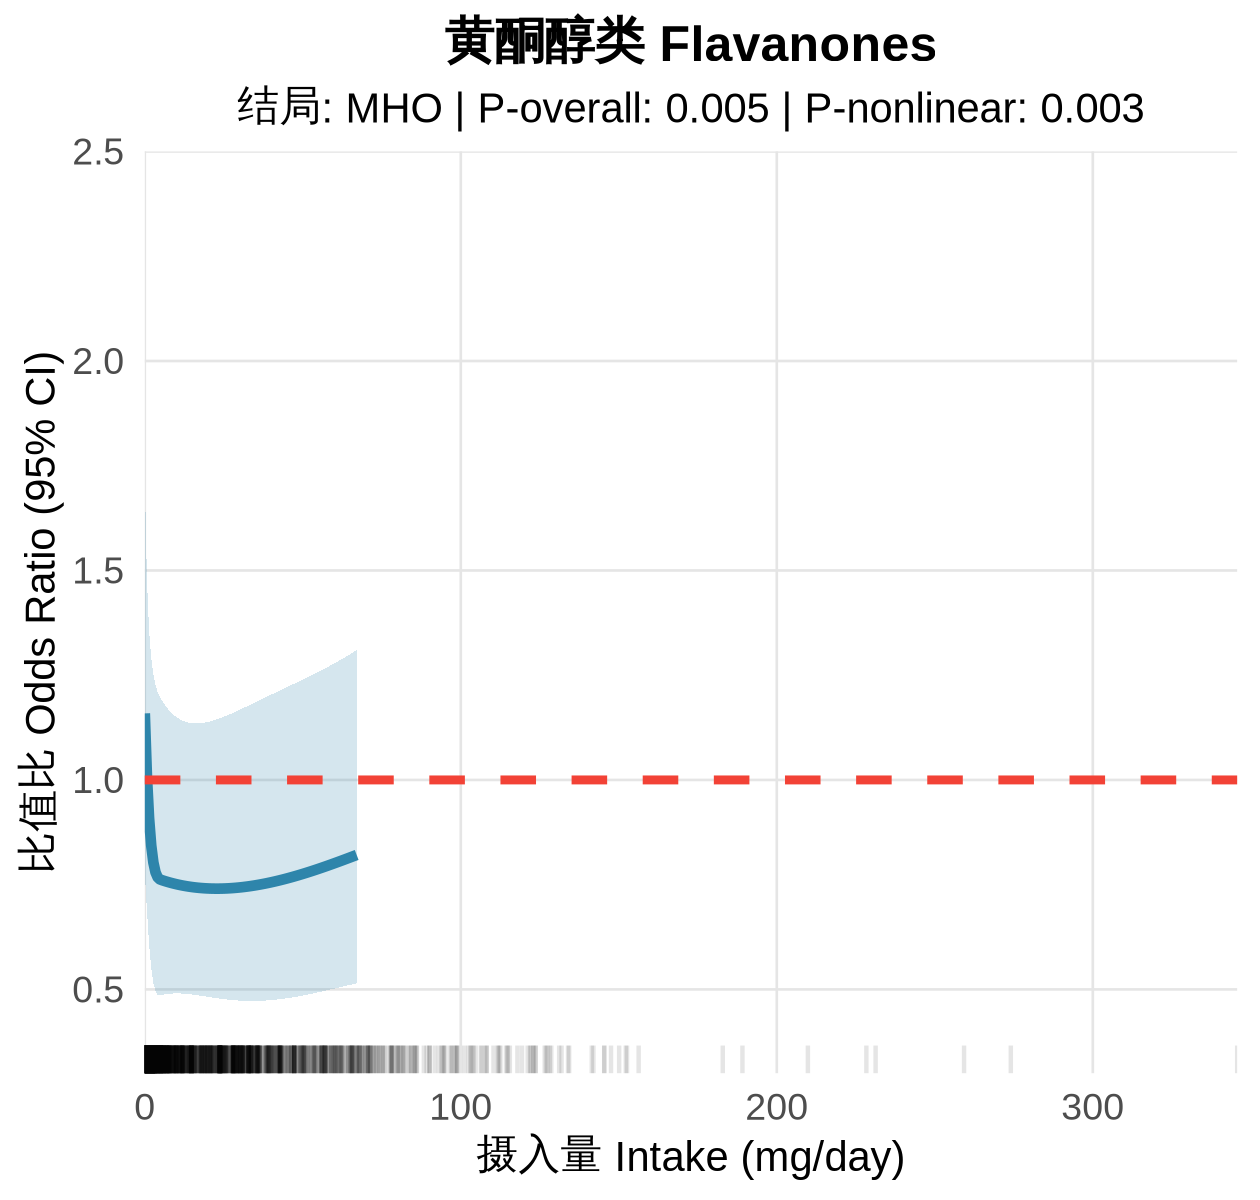 黄酮醇类 Flavanones
结局: MHO | P-overall: 0.005 | P-nonlinear: 0.003
比值比 Odds Ratio (95% CI)
2.5
2.0
1.5
1.0
0.5
0 100 200 300
摄入量 Intake (mg/day)